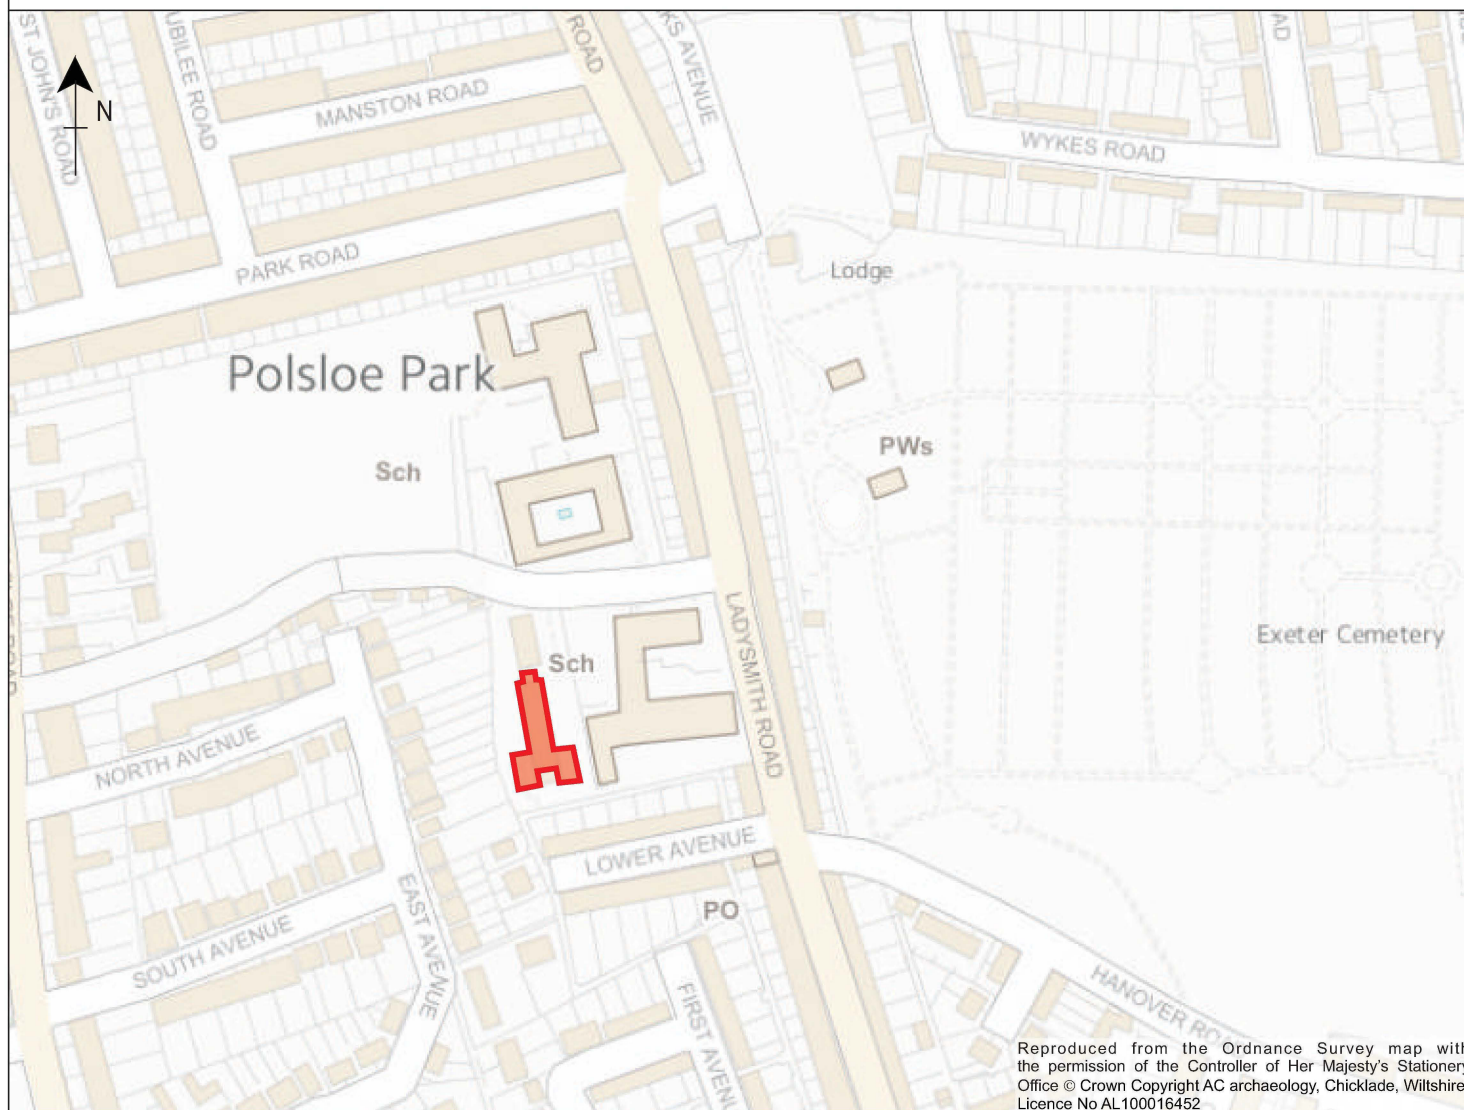 ST JOHN'S ROAD
JUBILEE ROAD
ROAD
KS AVENUE
AD
N
MANSTON ROAD
WYKES ROAD
PARK ROAD
Lodge
Polsloe Park
PWs
Sch
LADYSMITH ROAD
Exeter Cemetery
Sch
NORTH AVENUE
LOWER AVENUE
EAST AVENUE
PO
SOUTH AVENUE
FIRST AVENU
HANOVER RO
Reproduced from the Ordnance Survey map with
the permission of the Controller of Her Majesty's Stationery
Office © Crown Copyright AC archaeology, Chicklade, Wiltshire
Licence No AL100016452